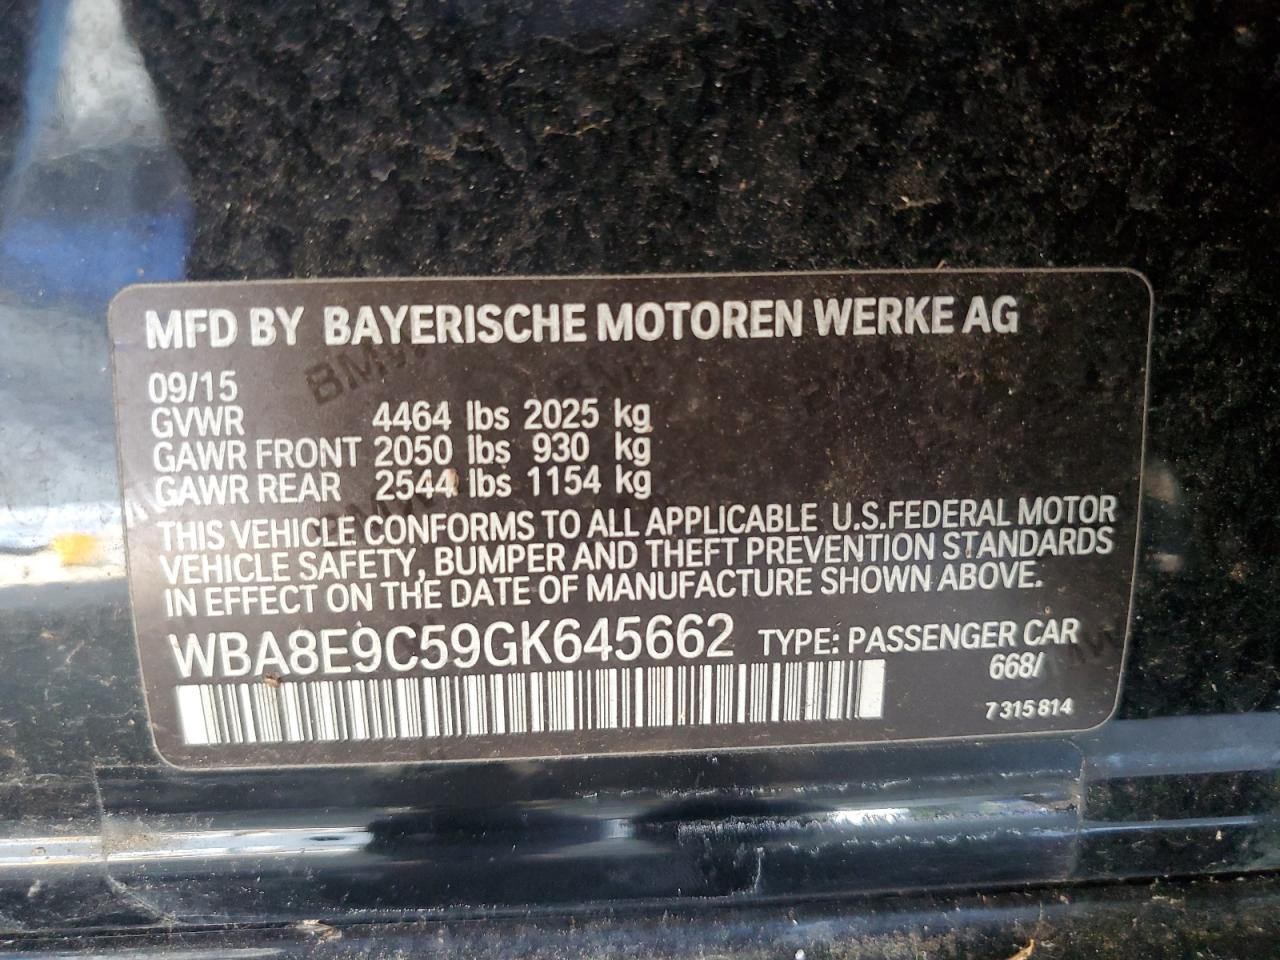 MFD BY BAYERISCHE MOTOREN WERKE AG
09/15
GVWR 4464 lbs 2025 kg
GAWR FRONT 2050 lbs 930 kg
GAWR REAR 2544 lbs 1154 kg
THIS VEHICLE CONFORMS TO ALL APPLICABLE U.S.FEDERAL MOTOR
VEHICLE SAFETY, BUMPER AND THEFT PREVENTION STANDARDS
IN EFFECT ON THE DATE OF MANUFACTURE SHOWN ABOVE.
WBA8E9C59GK645662 TYPE: PASSENGER CAR
668/
7 315 814